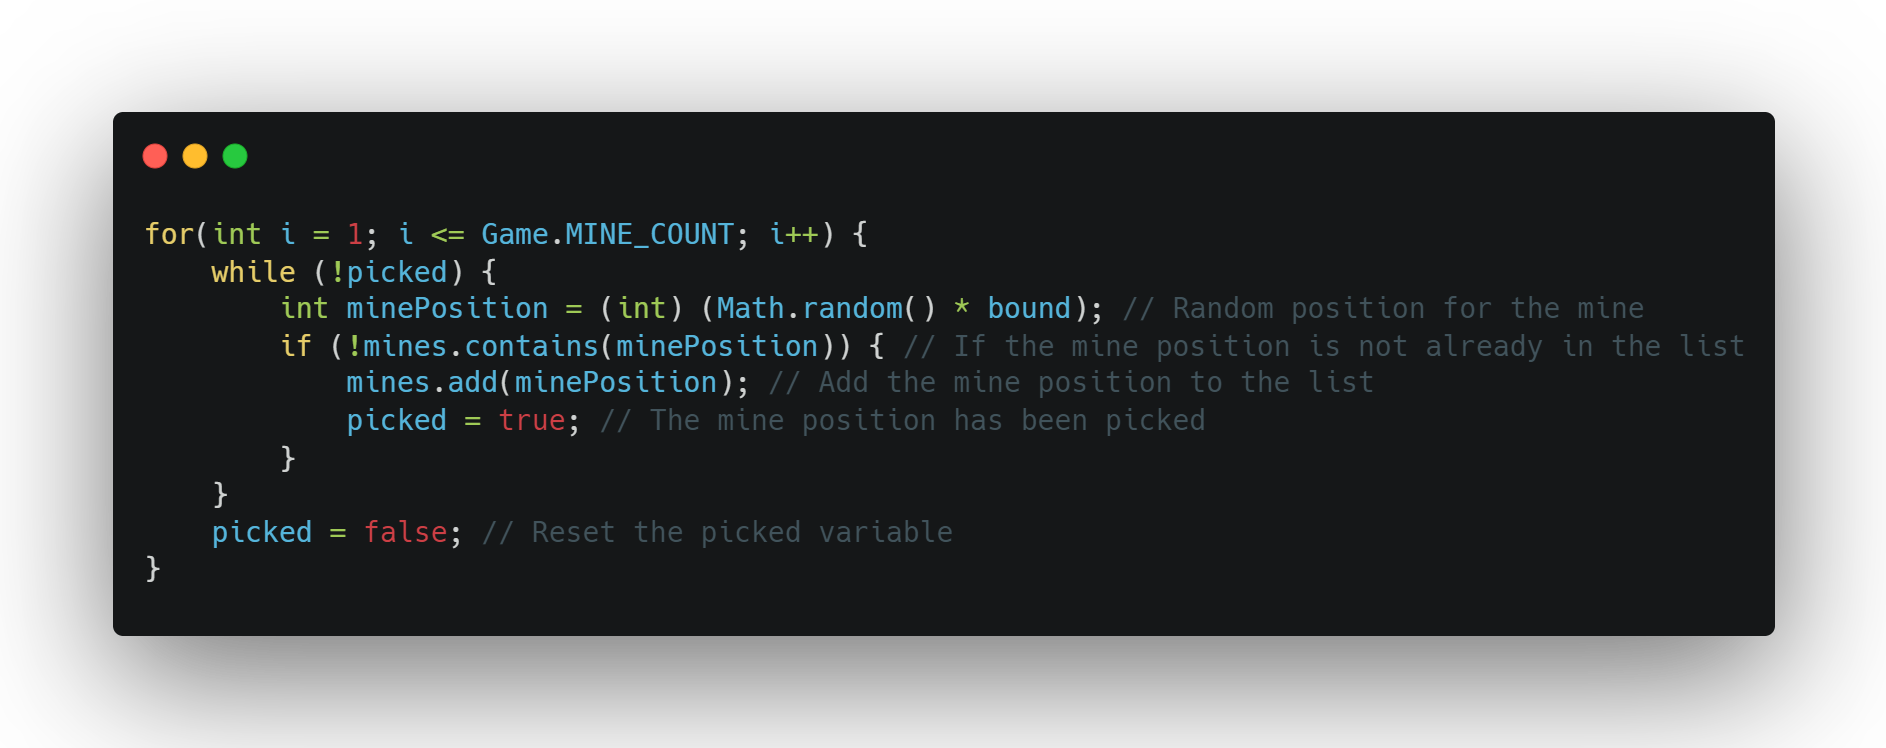 for(int i = 1; i <= Game.MINE_COUNT; i++) {
    while (!picked) {
        int minePosition = (int) (Math.random() * bound); // Random position for the mine
        if (!mines.contains(minePosition)) { // If the mine position is not already in the list
            mines.add(minePosition); // Add the mine position to the list
            picked = true; // The mine position has been picked
        }
    }
    picked = false; // Reset the picked variable
}